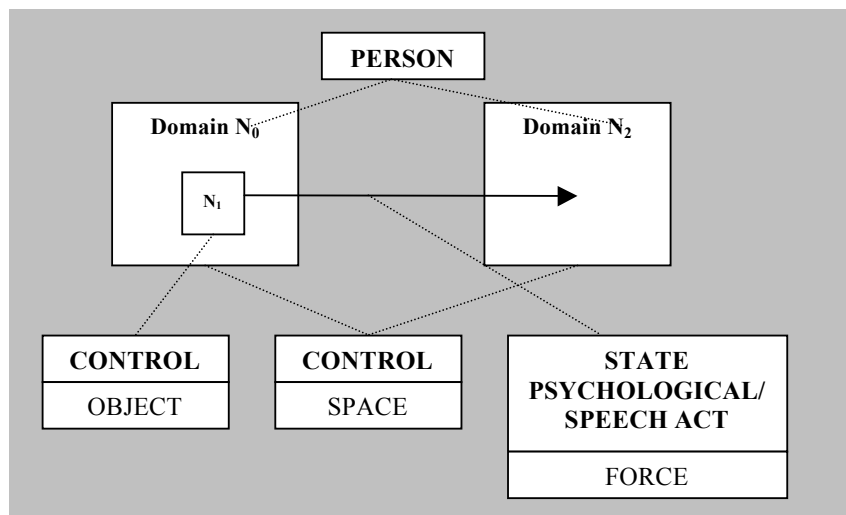 PERSON
Domain N₀
Domain N₂
N₁
CONTROL
OBJECT
CONTROL
SPACE
STATE
PSYCHOLOGICAL/
SPEECH ACT
FORCE